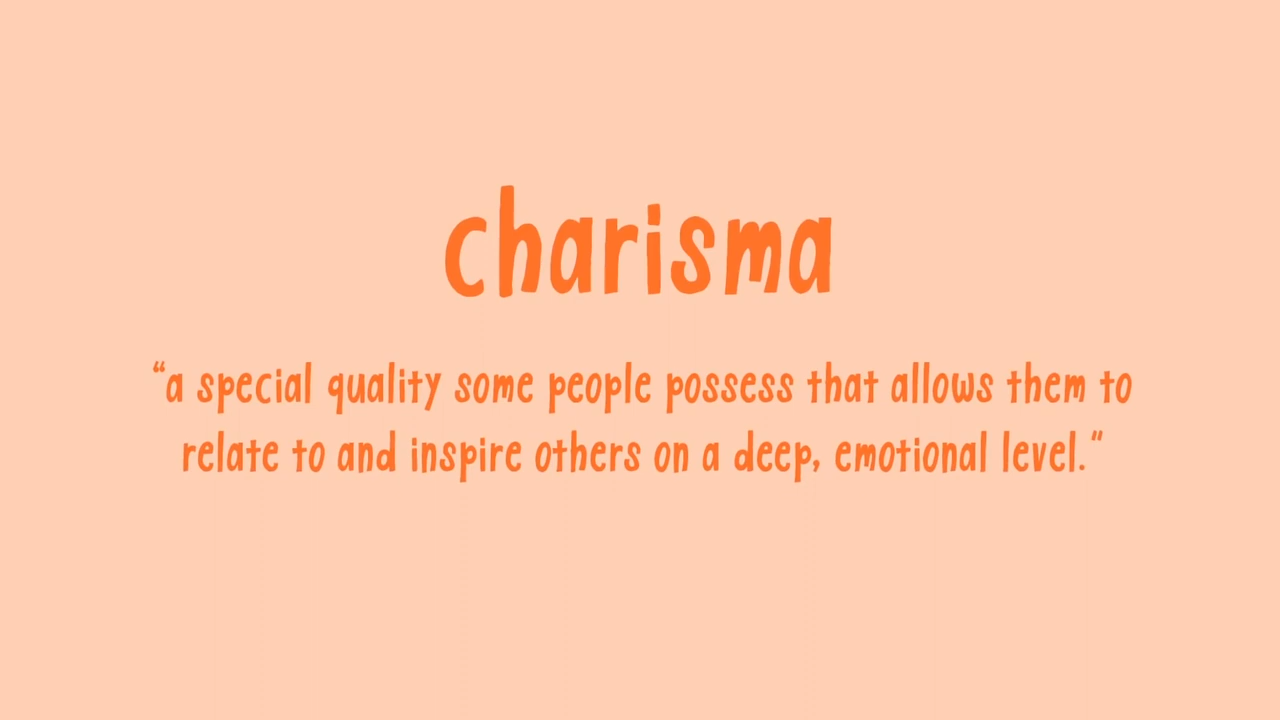 charisma
“a special quality some people possess that allows them to
relate to and inspire others on a deep, emotional level.”